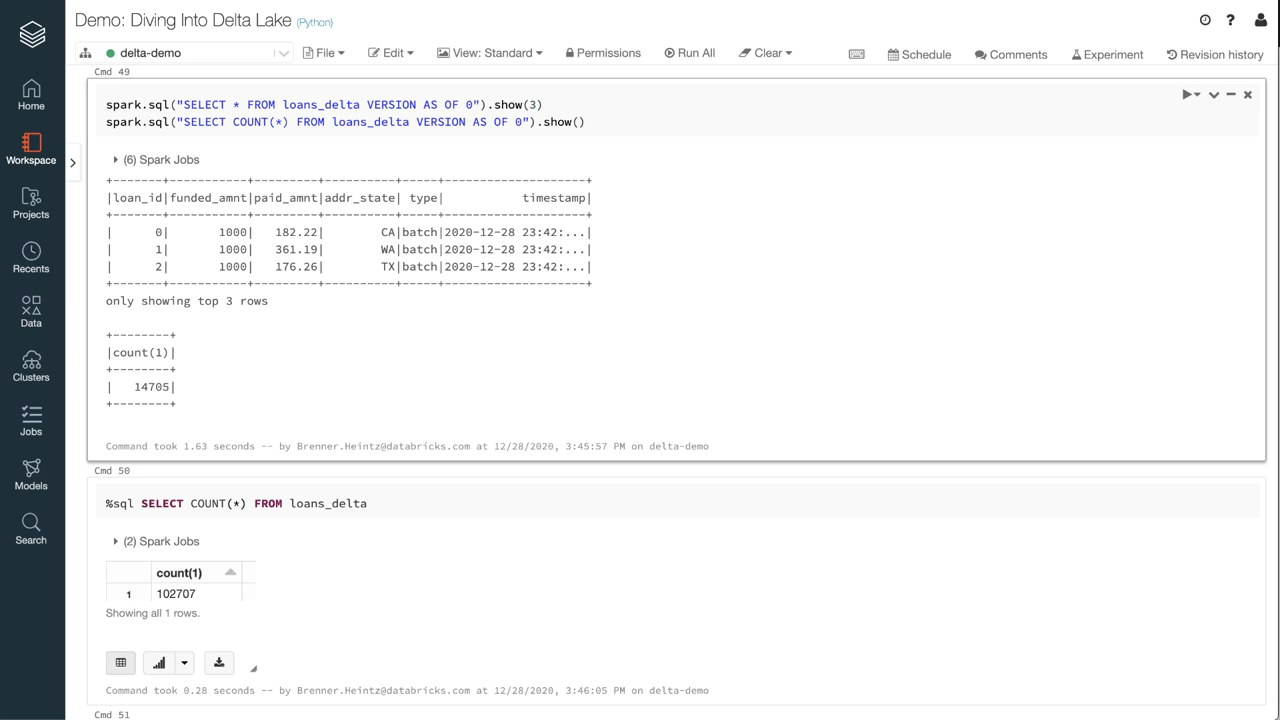 Demo: Diving Into Delta Lake (Python)
delta-demo File Edit View: Standard Permissions Run All Clear Schedule Comments Experiment Revision history
Home
Workspace
Projects
Recents
Data
Clusters
Jobs
Models
Search
Cmd 49
spark.sql("SELECT * FROM loans_delta VERSION AS OF 0").show(3)
spark.sql("SELECT COUNT(*) FROM loans_delta VERSION AS OF 0").show()
(6) Spark Jobs
+-------+-----------+---------+----------+-----+--------------------+
|loan_id|funded_amnt|paid_amnt|addr_state| type|           timestamp|
+-------+-----------+---------+----------+-----+--------------------+
|      0|       1000|   182.22|        CA|batch|2020-12-28 23:42:...|
|      1|       1000|   361.19|        WA|batch|2020-12-28 23:42:...|
|      2|       1000|   176.26|        TX|batch|2020-12-28 23:42:...|
+-------+-----------+---------+----------+-----+--------------------+
only showing top 3 rows
+--------+
|count(1)|
+--------+
|   14705|
+--------+
Command took 1.63 seconds -- by Brenner.Heintz@databricks.com at 12/28/2020, 3:45:57 PM on delta-demo
Cmd 50
%sql SELECT COUNT(*) FROM loans_delta
(2) Spark Jobs
count(1)
1 102707
Showing all 1 rows.
Command took 0.28 seconds -- by Brenner.Heintz@databricks.com at 12/28/2020, 3:46:05 PM on delta-demo
Cmd 51